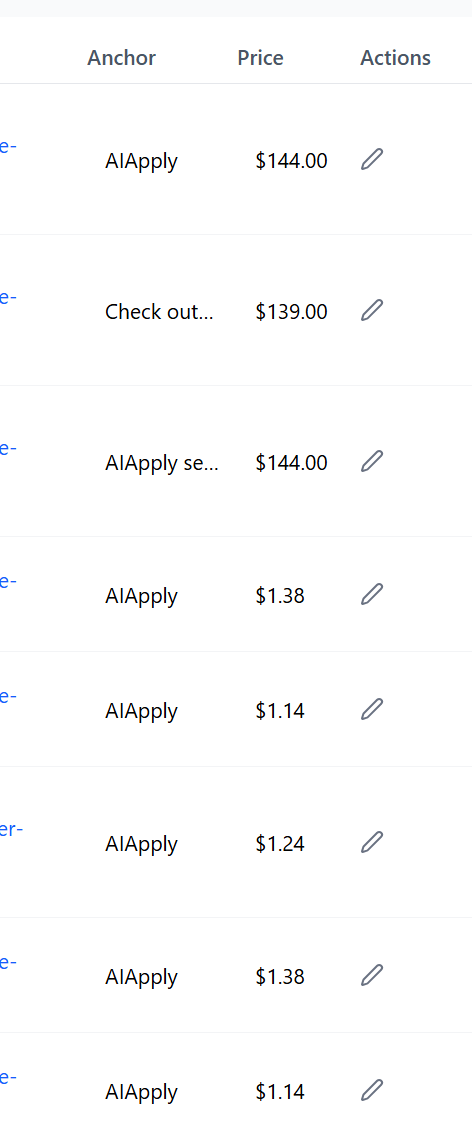 Anchor Price Actions
e-
AIApply $144.00
e-
Check out... $139.00
e-
AIApply se... $144.00
e-
AIApply $1.38
e-
AIApply $1.14
er-
AIApply $1.24
e-
AIApply $1.38
e-
AIApply $1.14